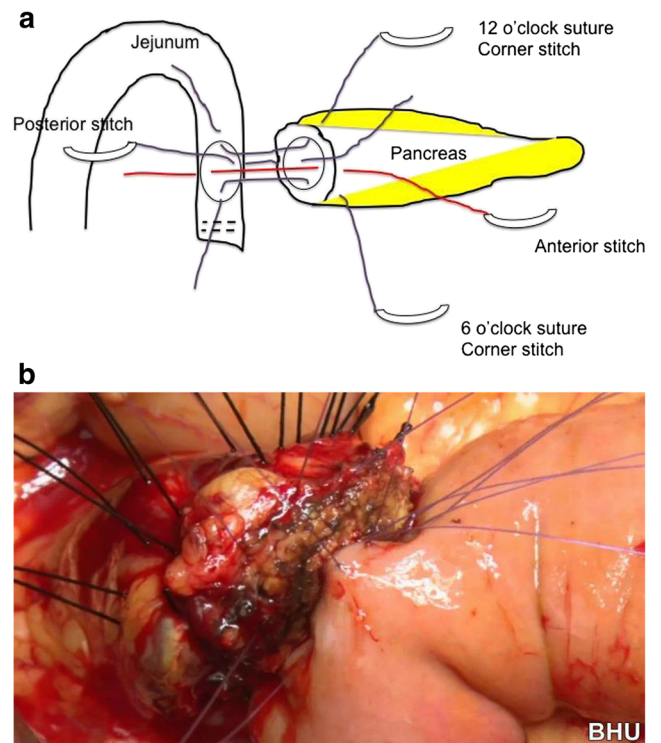 a
12 o'clock suture
Corner stitch
Jejunum
Posterior stitch
Pancreas
Anterior stitch
6 o'clock suture
Corner stitch
b
BHU